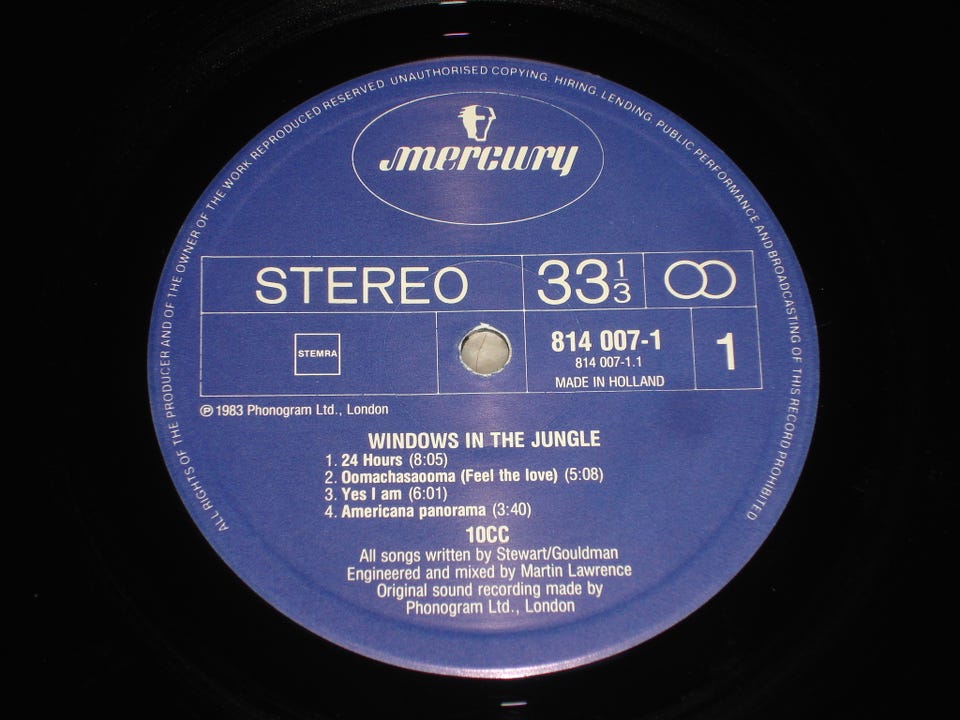 ALL RIGHTS OF THE PRODUCER AND OF THE OWNER OF THE WORK REPRODUCED RESERVED. UNAUTHORISED COPYING, HIRING, LENDING, PUBLIC PERFORMANCE AND BROADCASTING OF THIS RECORD PROHIBITED
mercury
STEREO 33 1/3
STEMRA
814 007-1
814 007-1.1
MADE IN HOLLAND
1
℗ 1983 Phonogram Ltd., London
WINDOWS IN THE JUNGLE
1. 24 Hours (8:05)
2. Oomachasaooma (Feel the love) (5:08)
3. Yes I am (6:01)
4. Americana panorama (3:40)
10CC
All songs written by Stewart/Gouldman
Engineered and mixed by Martin Lawrence
Original sound recording made by
Phonogram Ltd., London